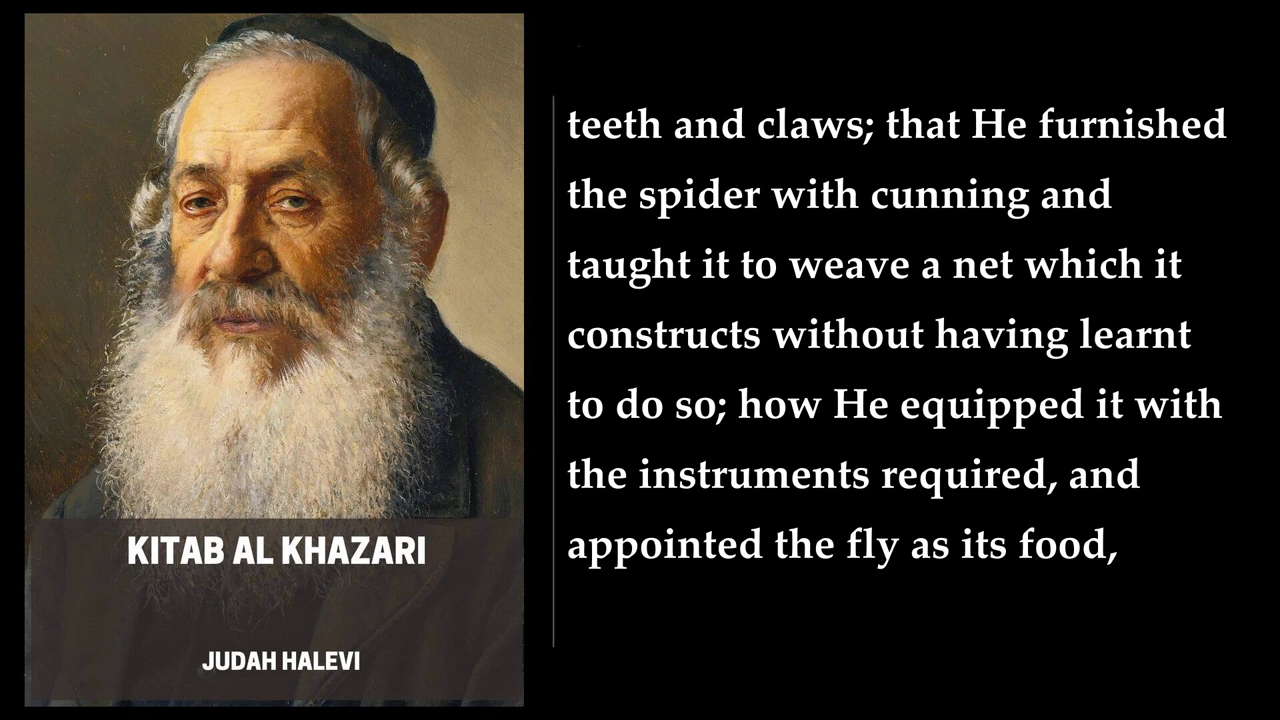 KITAB AL KHAZARI
JUDAH HALEVI
teeth and claws; that He furnished
the spider with cunning and
taught it to weave a net which it
constructs without having learnt
to do so; how He equipped it with
the instruments required, and
appointed the fly as its food,